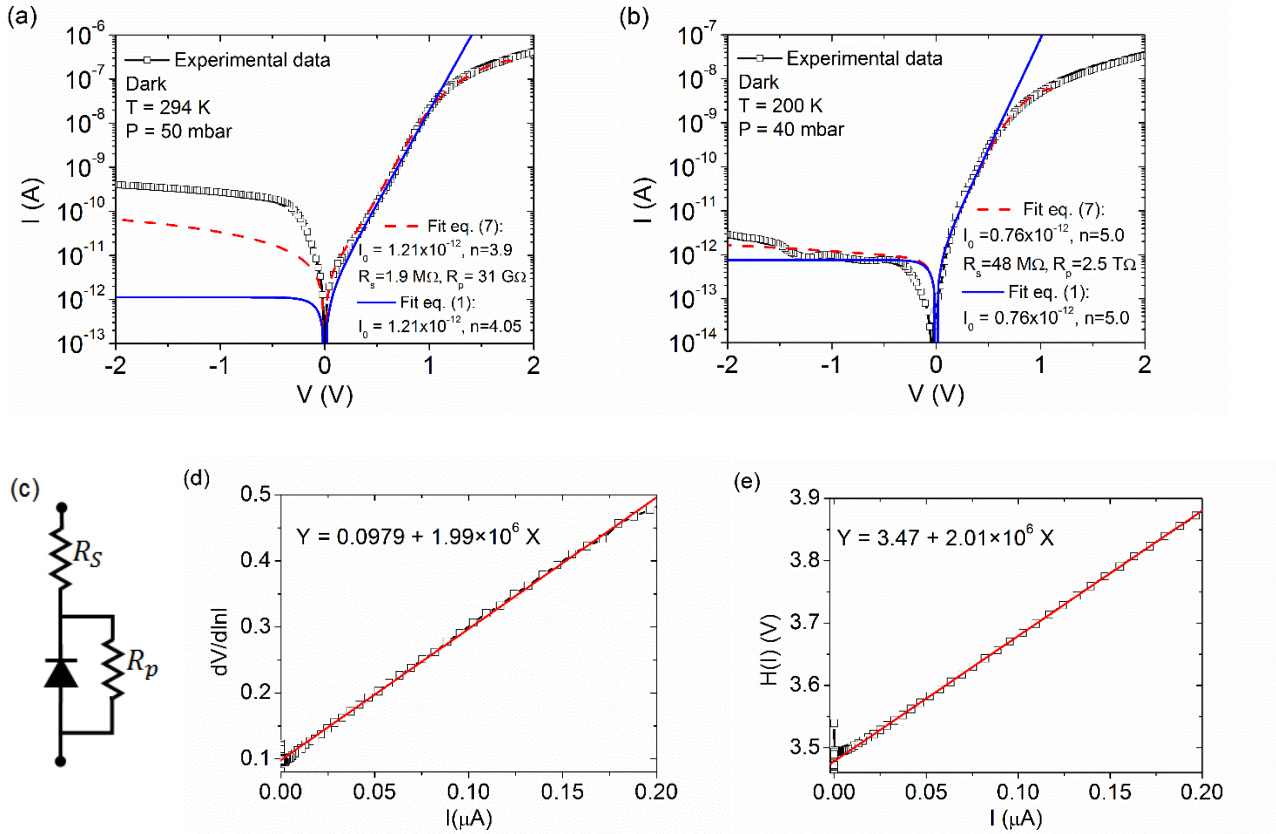 (a)
10⁻⁶
10⁻⁷
10⁻⁸
10⁻⁹
10⁻¹⁰
10⁻¹¹
10⁻¹²
10⁻¹³
I (A)
Experimental data
Dark
T = 294 K
P = 50 mbar
Fit eq. (7):
I₀ = 1.21x10⁻¹², n=3.9
Rₛ=1.9 MΩ, Rₚ= 31 GΩ
Fit eq. (1):
I₀ = 1.21x10⁻¹², n=4.05
-2 -1 0 1 2
V (V)
(b)
10⁻⁷
10⁻⁸
10⁻⁹
10⁻¹⁰
10⁻¹¹
10⁻¹²
10⁻¹³
10⁻¹⁴
I (A)
Experimental data
Dark
T = 200 K
P = 40 mbar
Fit eq. (7):
I₀ =0.76x10⁻¹², n=5.0
Rₛ=48 MΩ, Rₚ=2.5 TΩ
Fit eq. (1):
I₀ = 0.76x10⁻¹², n=5.0
-2 -1 0 1 2
V (V)
(c)
R_S
R_p
(d)
0.5
0.4
0.3
0.2
0.1
dV/dlnI
Y = 0.0979 + 1.99×10⁶ X
0.00 0.05 0.10 0.15 0.20
I(μA)
(e)
3.9
3.8
3.7
3.6
3.5
H(I) (V)
Y = 3.47 + 2.01×10⁶ X
0.00 0.05 0.10 0.15 0.20
I (μA)